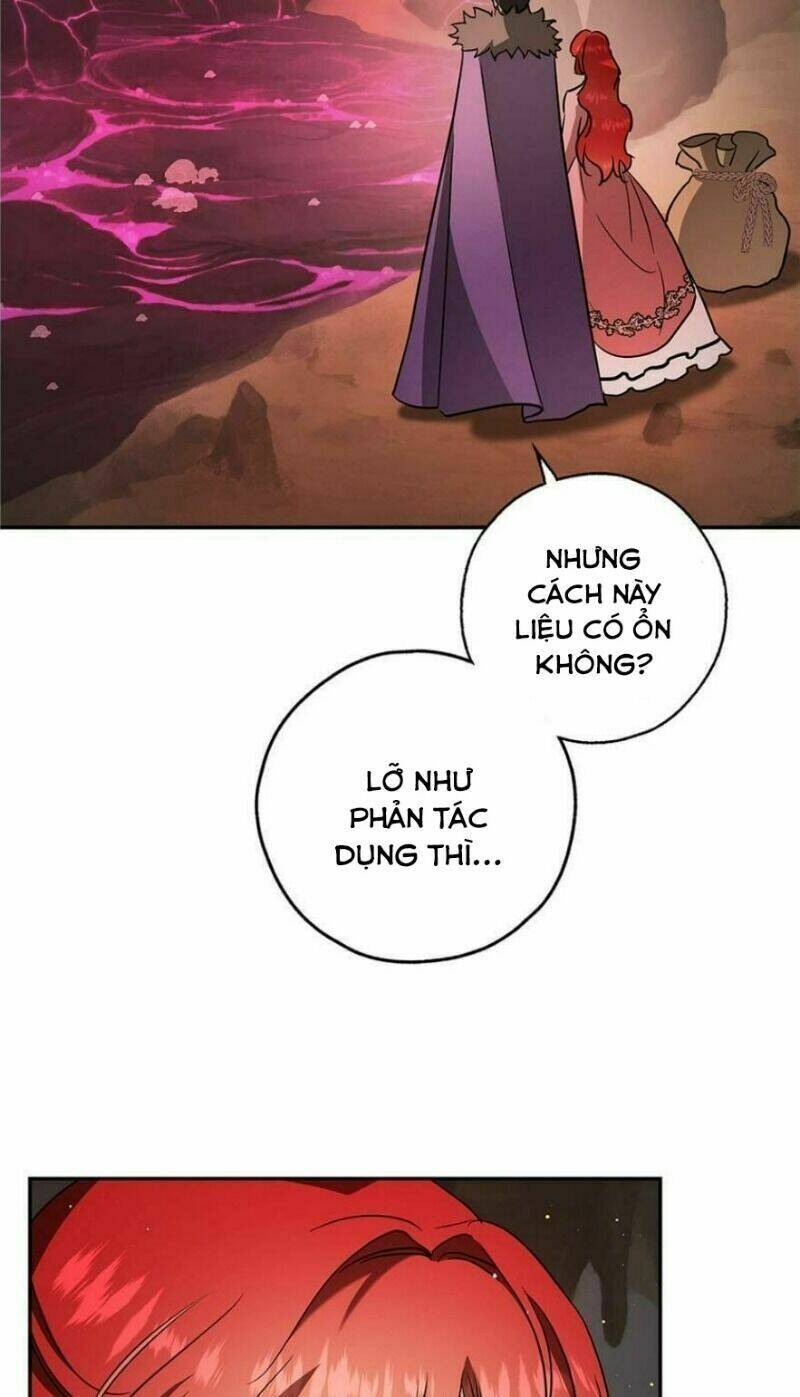 NHƯNG
CÁCH NÀY
LIỆU CÓ ỔN
KHÔNG?
LỠ NHƯ
PHẢN TÁC
DỤNG THÌ...